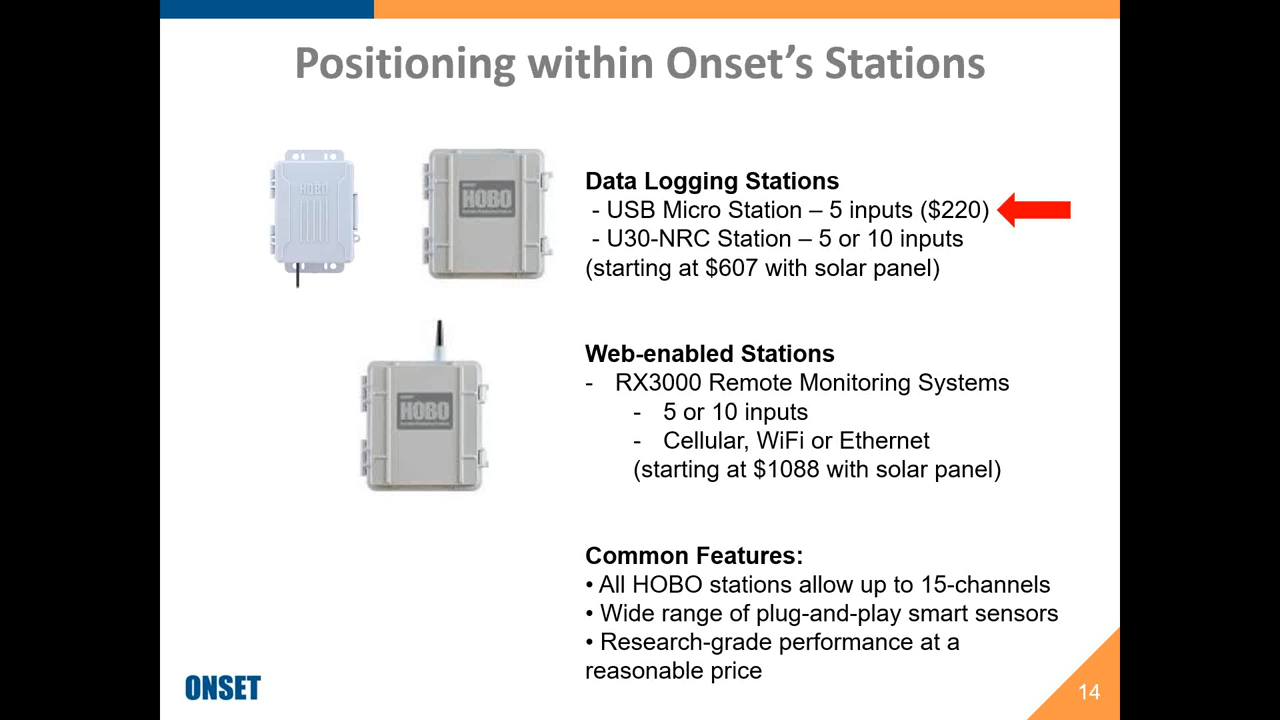 Positioning within Onset's Stations
HOBO
HOBO
Data Logging Stations
- USB Micro Station – 5 inputs ($220)
- U30-NRC Station – 5 or 10 inputs
(starting at $607 with solar panel)
HOBO
Web-enabled Stations
- RX3000 Remote Monitoring Systems
- 5 or 10 inputs
- Cellular, WiFi or Ethernet
(starting at $1088 with solar panel)
Common Features:
• All HOBO stations allow up to 15-channels
• Wide range of plug-and-play smart sensors
• Research-grade performance at a
reasonable price
ONSET
14